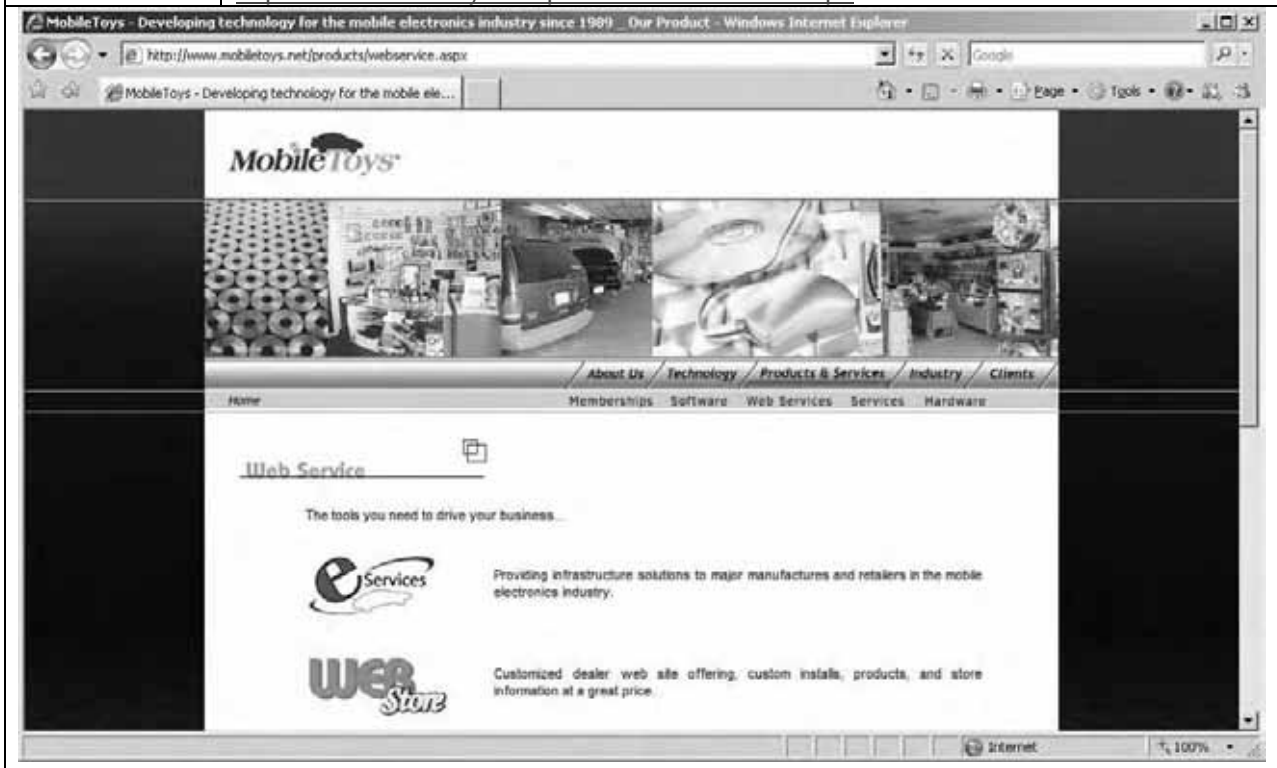 MobileToys - Developing technology for the mobile electronics industry since 1989 _ Our Product - Windows Internet Explorer
http://www.mobiletoys.net/products/webservice.aspx
Google
MobileToys - Developing technology for the mobile ele...
Page
Tools
MobileToys
About Us
Technology
Products & Services
Industry
Clients
Home
Memberships
Software
Web Services
Services
Hardware
Web Service
The tools you need to drive your business...
eServices
Providing infrastructure solutions to major manufactures and retailers in the mobile
electronics industry.
WEB
Store
Customized dealer web site offering, custom installs, products, and store
information at a great price.
Internet
100%